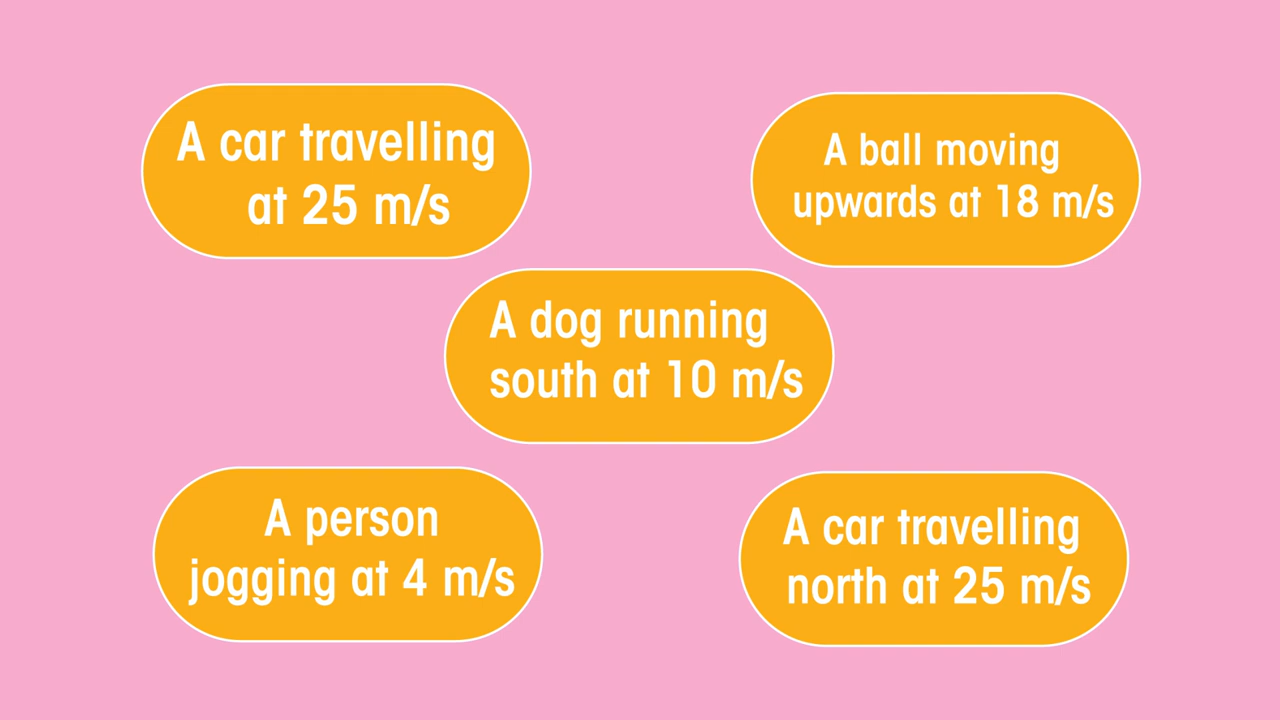 A car travelling
at 25 m/s
A ball moving
upwards at 18 m/s
A dog running
south at 10 m/s
A person
jogging at 4 m/s
A car travelling
north at 25 m/s